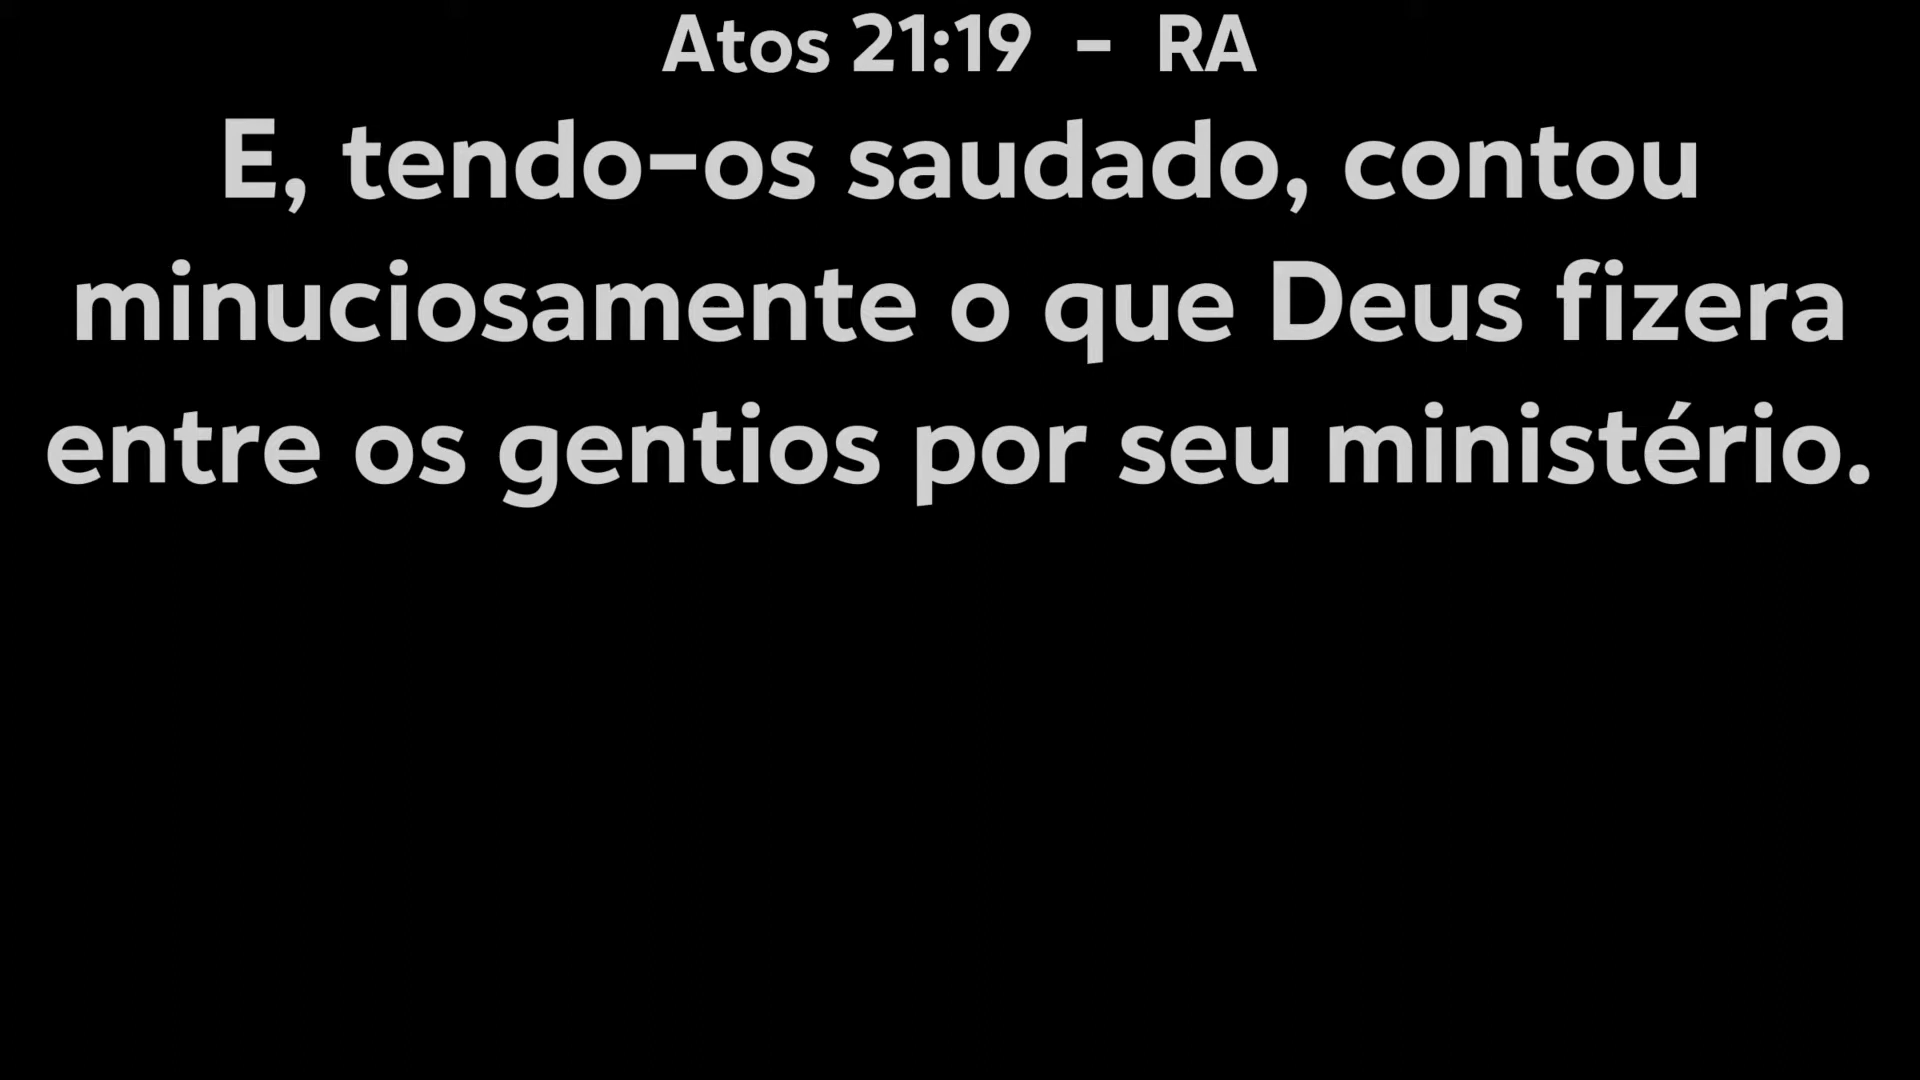 Atos 21:19 - RA
E, tendo-os saudado, contou
minuciosamente o que Deus fizera
entre os gentios por seu ministério.